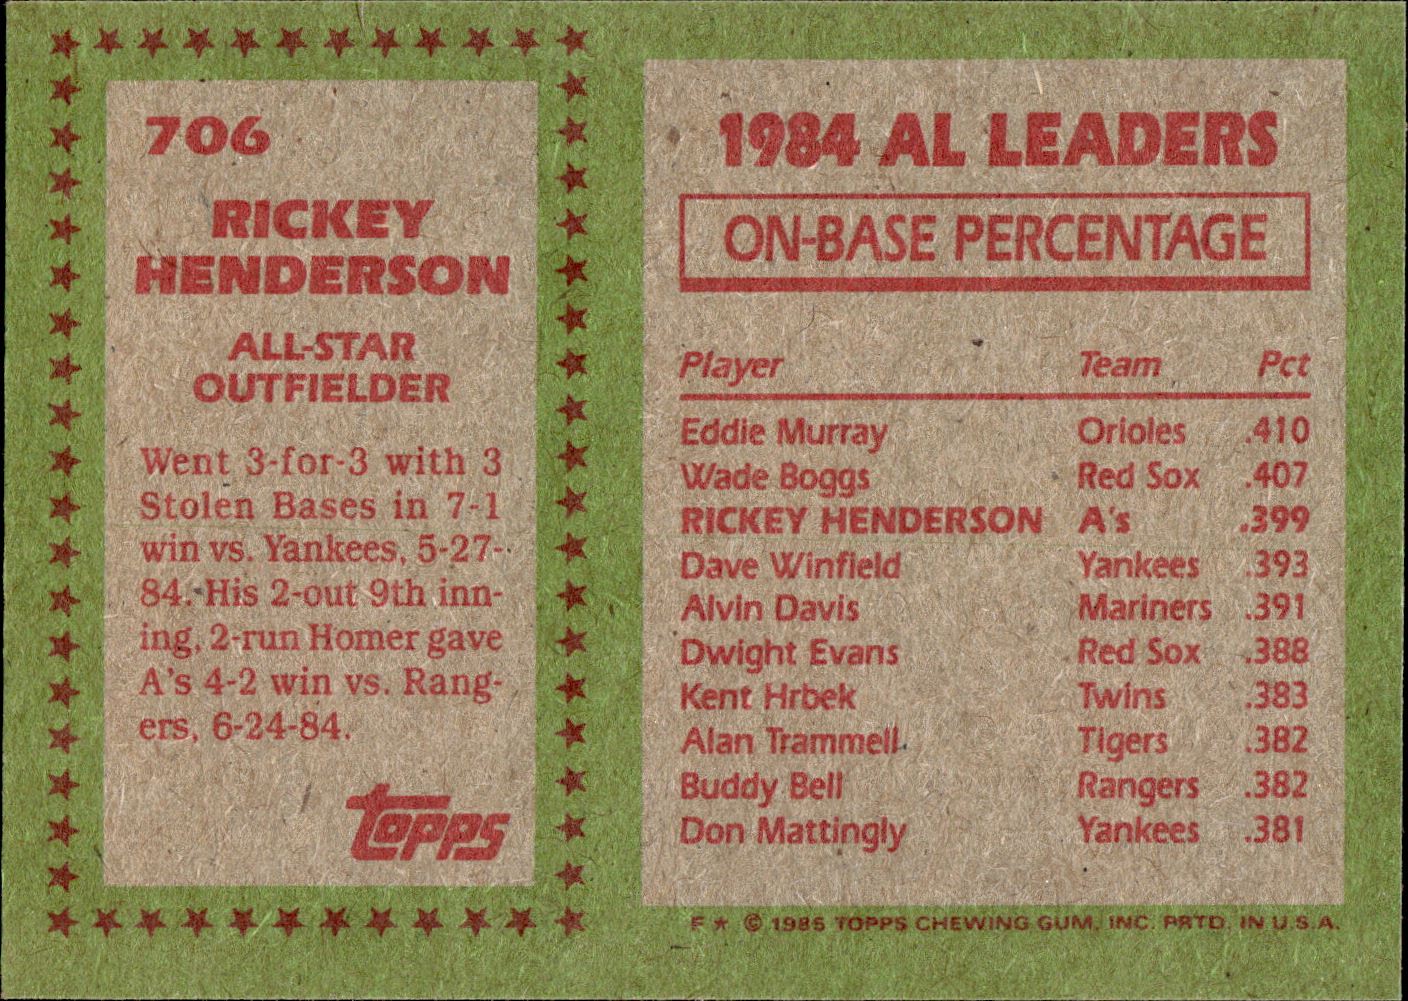 706
RICKEY
HENDERSON
ALL-STAR
OUTFIELDER
Went 3-for-3 with 3
Stolen Bases in 7-1
win vs. Yankees, 5-27-
84. His 2-out 9th inn-
ing, 2-run Homer gave
A's 4-2 win vs. Rang-
ers, 6-24-84.
topps
1984 AL LEADERS
ON-BASE PERCENTAGE
Player Team Pct
Eddie Murray Orioles .410
Wade Boggs Red Sox .407
RICKEY HENDERSON A's .399
Dave Winfield Yankees .393
Alvin Davis Mariners .391
Dwight Evans Red Sox .388
Kent Hrbek Twins .383
Alan Trammell Tigers .382
Buddy Bell Rangers .382
Don Mattingly Yankees .381
F ★ © 1985 TOPPS CHEWING GUM, INC. PRTD. IN U.S.A.